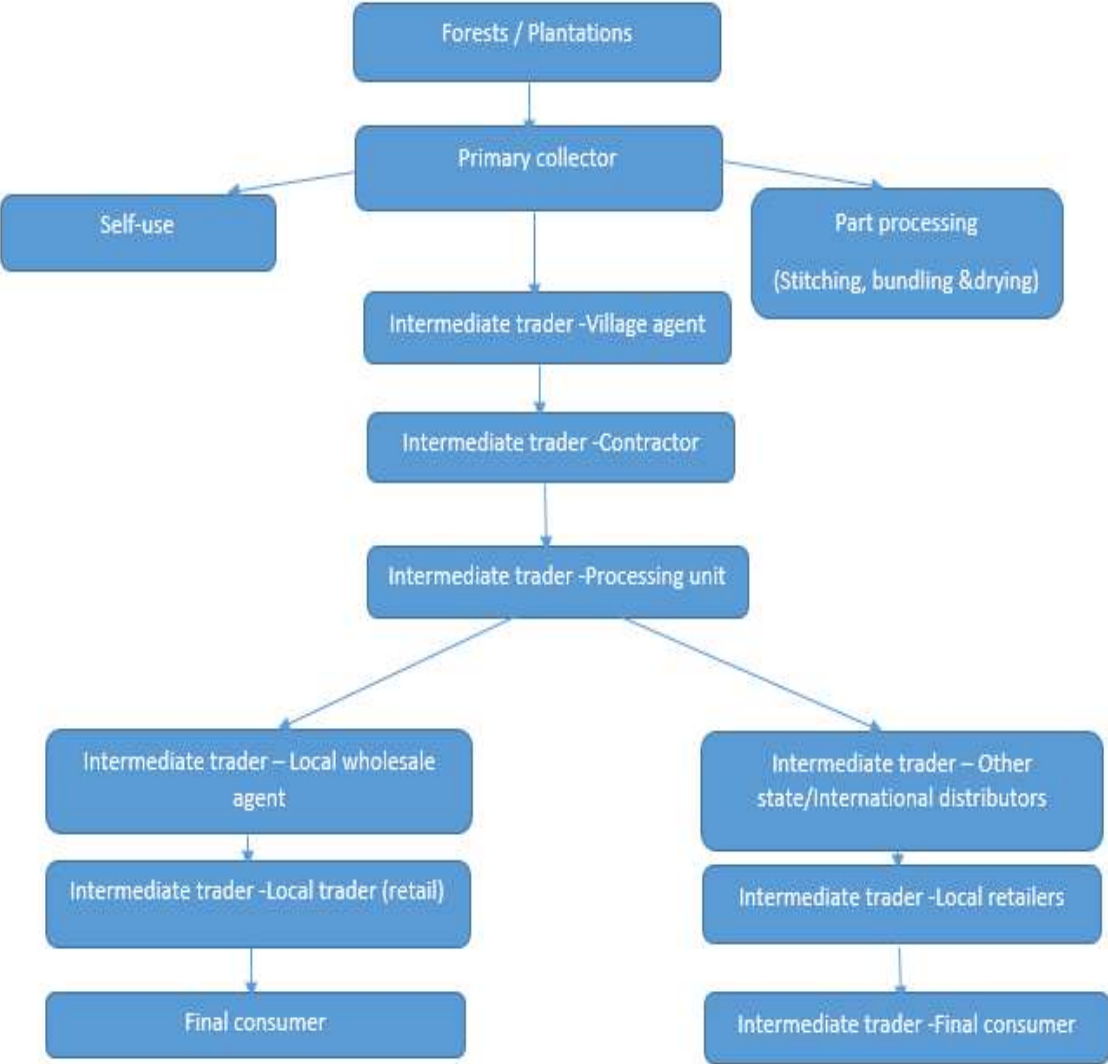 Forests / Plantations
Primary collector
Self-use
Part processing
(Stitching, bundling &drying)
Intermediate trader -Village agent
Intermediate trader -Contractor
Intermediate trader -Processing unit
Intermediate trader – Local wholesale
agent
Intermediate trader – Other
state/International distributors
Intermediate trader -Local trader (retail)
Intermediate trader -Local retailers
Final consumer
Intermediate trader -Final consumer